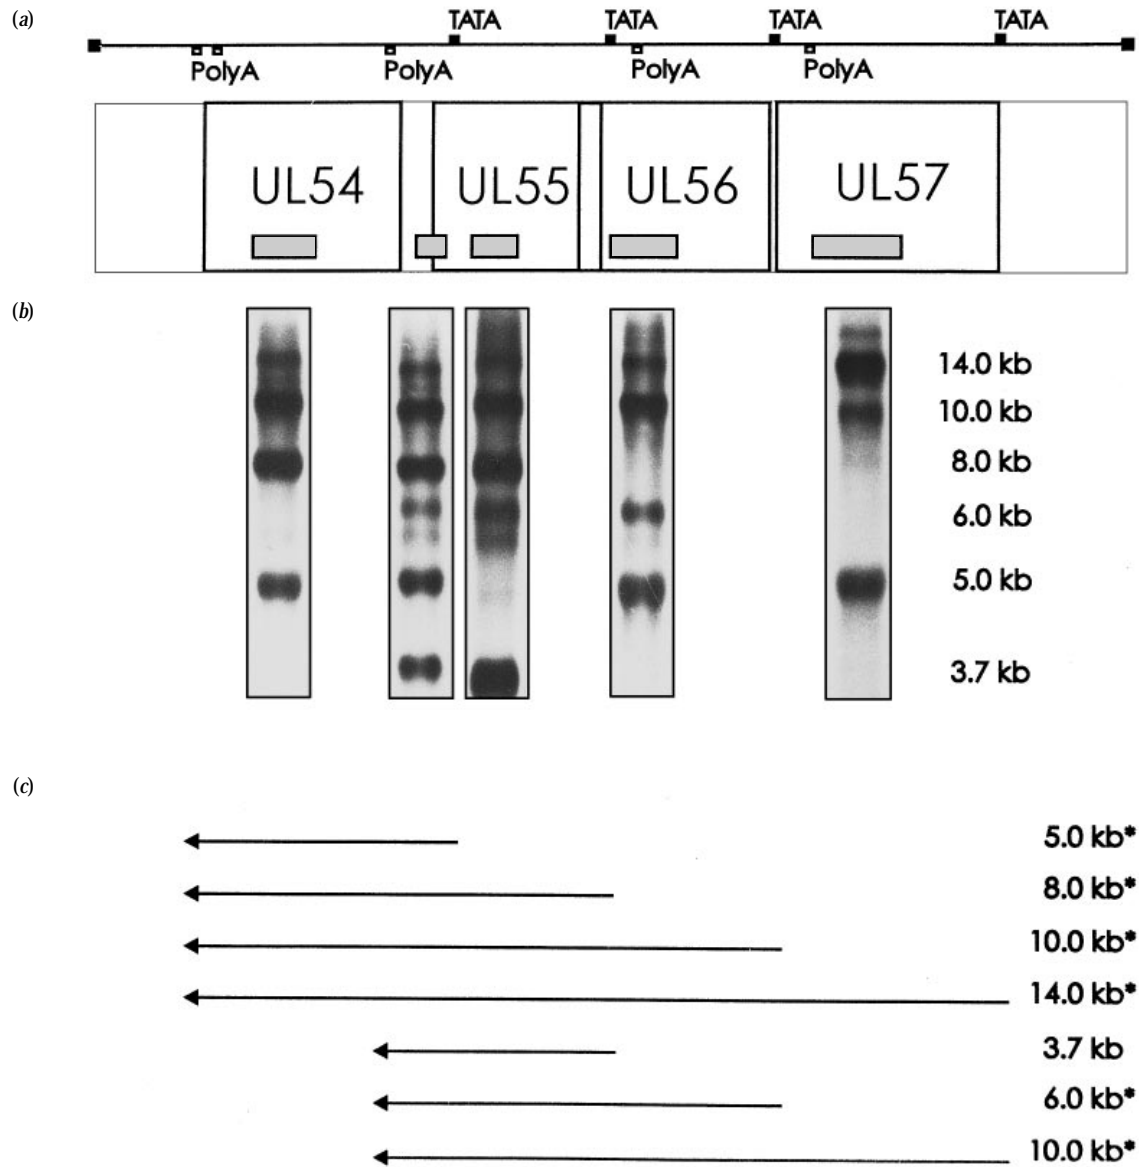 (a)
TATA TATA TATA TATA
PolyA PolyA PolyA PolyA
UL54 UL55 UL56 UL57
(b)
14.0 kb
10.0 kb
8.0 kb
6.0 kb
5.0 kb
3.7 kb
(c)
5.0 kb*
8.0 kb*
10.0 kb*
14.0 kb*
3.7 kb
6.0 kb*
10.0 kb*